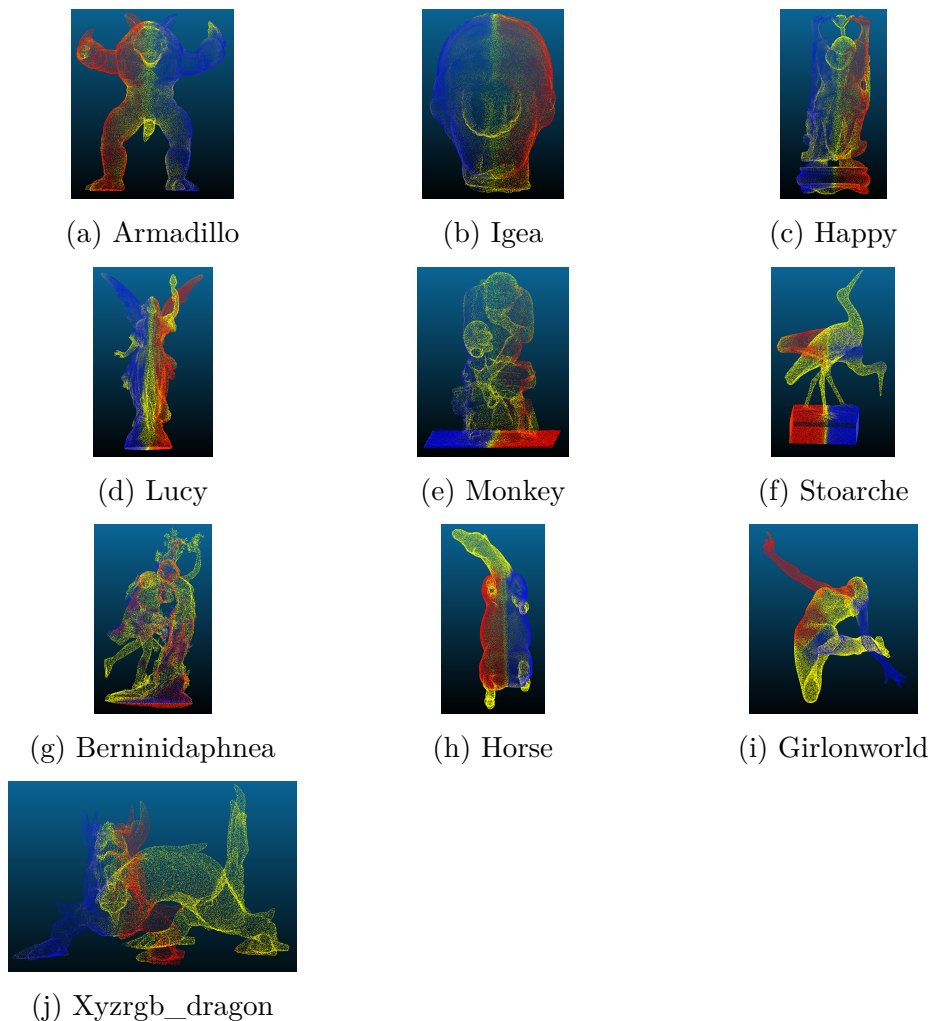 (a) Armadillo
(b) Igea
(c) Happy
(d) Lucy
(e) Monkey
(f) Stoarche
(g) Berninidaphnea
(h) Horse
(i) Girlonworld
(j) Xyzrgb_dragon